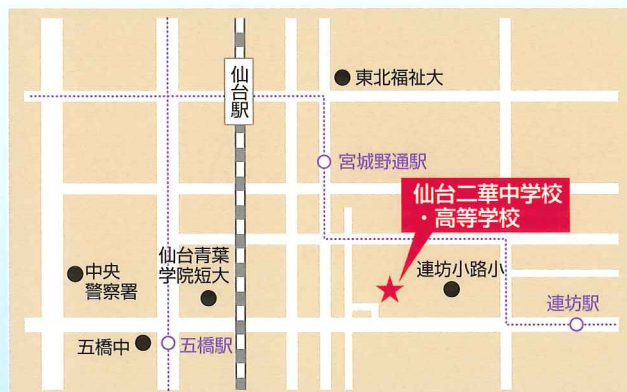 東北福祉大
仙台駅
宮城野通駅
仙台二華中学校
・高等学校
仙台青葉
学院短大
中央
警察署
連坊小路小
連坊駅
五橋中
五橋駅